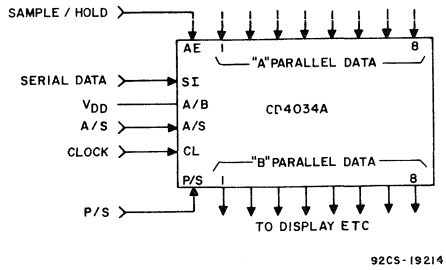 SAMPLE / HOLD
AE 1 8
"A" PARALLEL DATA
SERIAL DATA SI
VDD A/B
CD4034A
A/S A/S
CLOCK CL
"B" PARALLEL DATA
P/S 1 8
P/S
TO DISPLAY ETC
92CS-19214